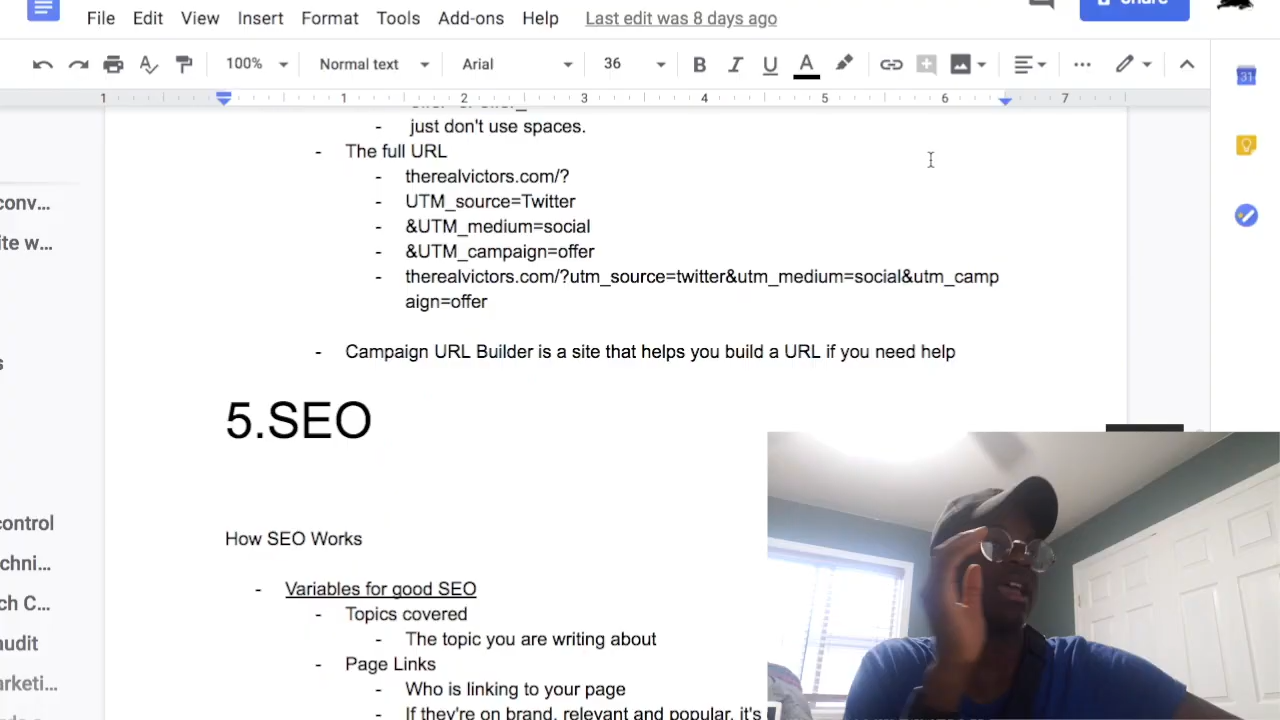 File Edit View Insert Format Tools Add-ons Help Last edit was 8 days ago Share
100% Normal text Arial 36 B I U A
1 1 2 3 4 5 6 7
31
- just don't use spaces.
- The full URL
- therealvictors.com/?
- UTM_source=Twitter
- &UTM_medium=social
- &UTM_campaign=offer
- therealvictors.com/?utm_source=twitter&utm_medium=social&utm_camp
aign=offer
- Campaign URL Builder is a site that helps you build a URL if you need help
5.SEO
How SEO Works
- Variables for good SEO
- Topics covered
- The topic you are writing about
- Page Links
- Who is linking to your page
- If they're on brand, relevant and popular, it's
conv...
ite w...
s
control
chni...
ch C...
audit
arketi...